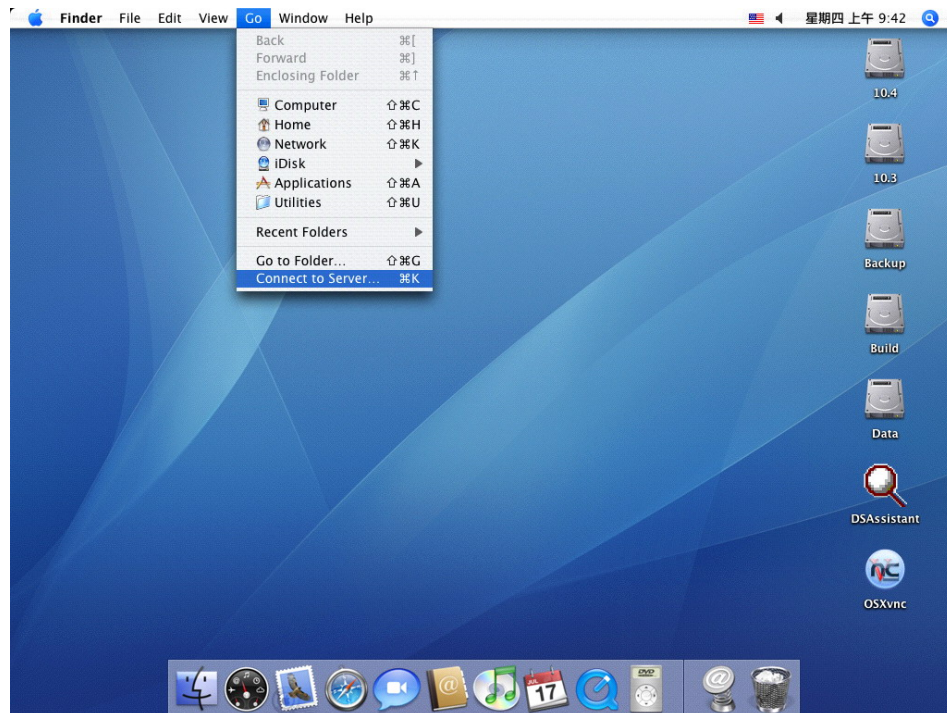 Finder File Edit View Go Window Help 星期四 上午 9:42
Back ⌘[
Forward ⌘]
Enclosing Folder ⌘↑
Computer ⇧⌘C
Home ⇧⌘H
Network ⇧⌘K
iDisk ▶
Applications ⇧⌘A
Utilities ⇧⌘U
Recent Folders ▶
Go to Folder... ⇧⌘G
Connect to Server... ⌘K
10.4
10.3
Backup
Build
Data
DSAssistant
OSXvnc
JUL
17
DVD